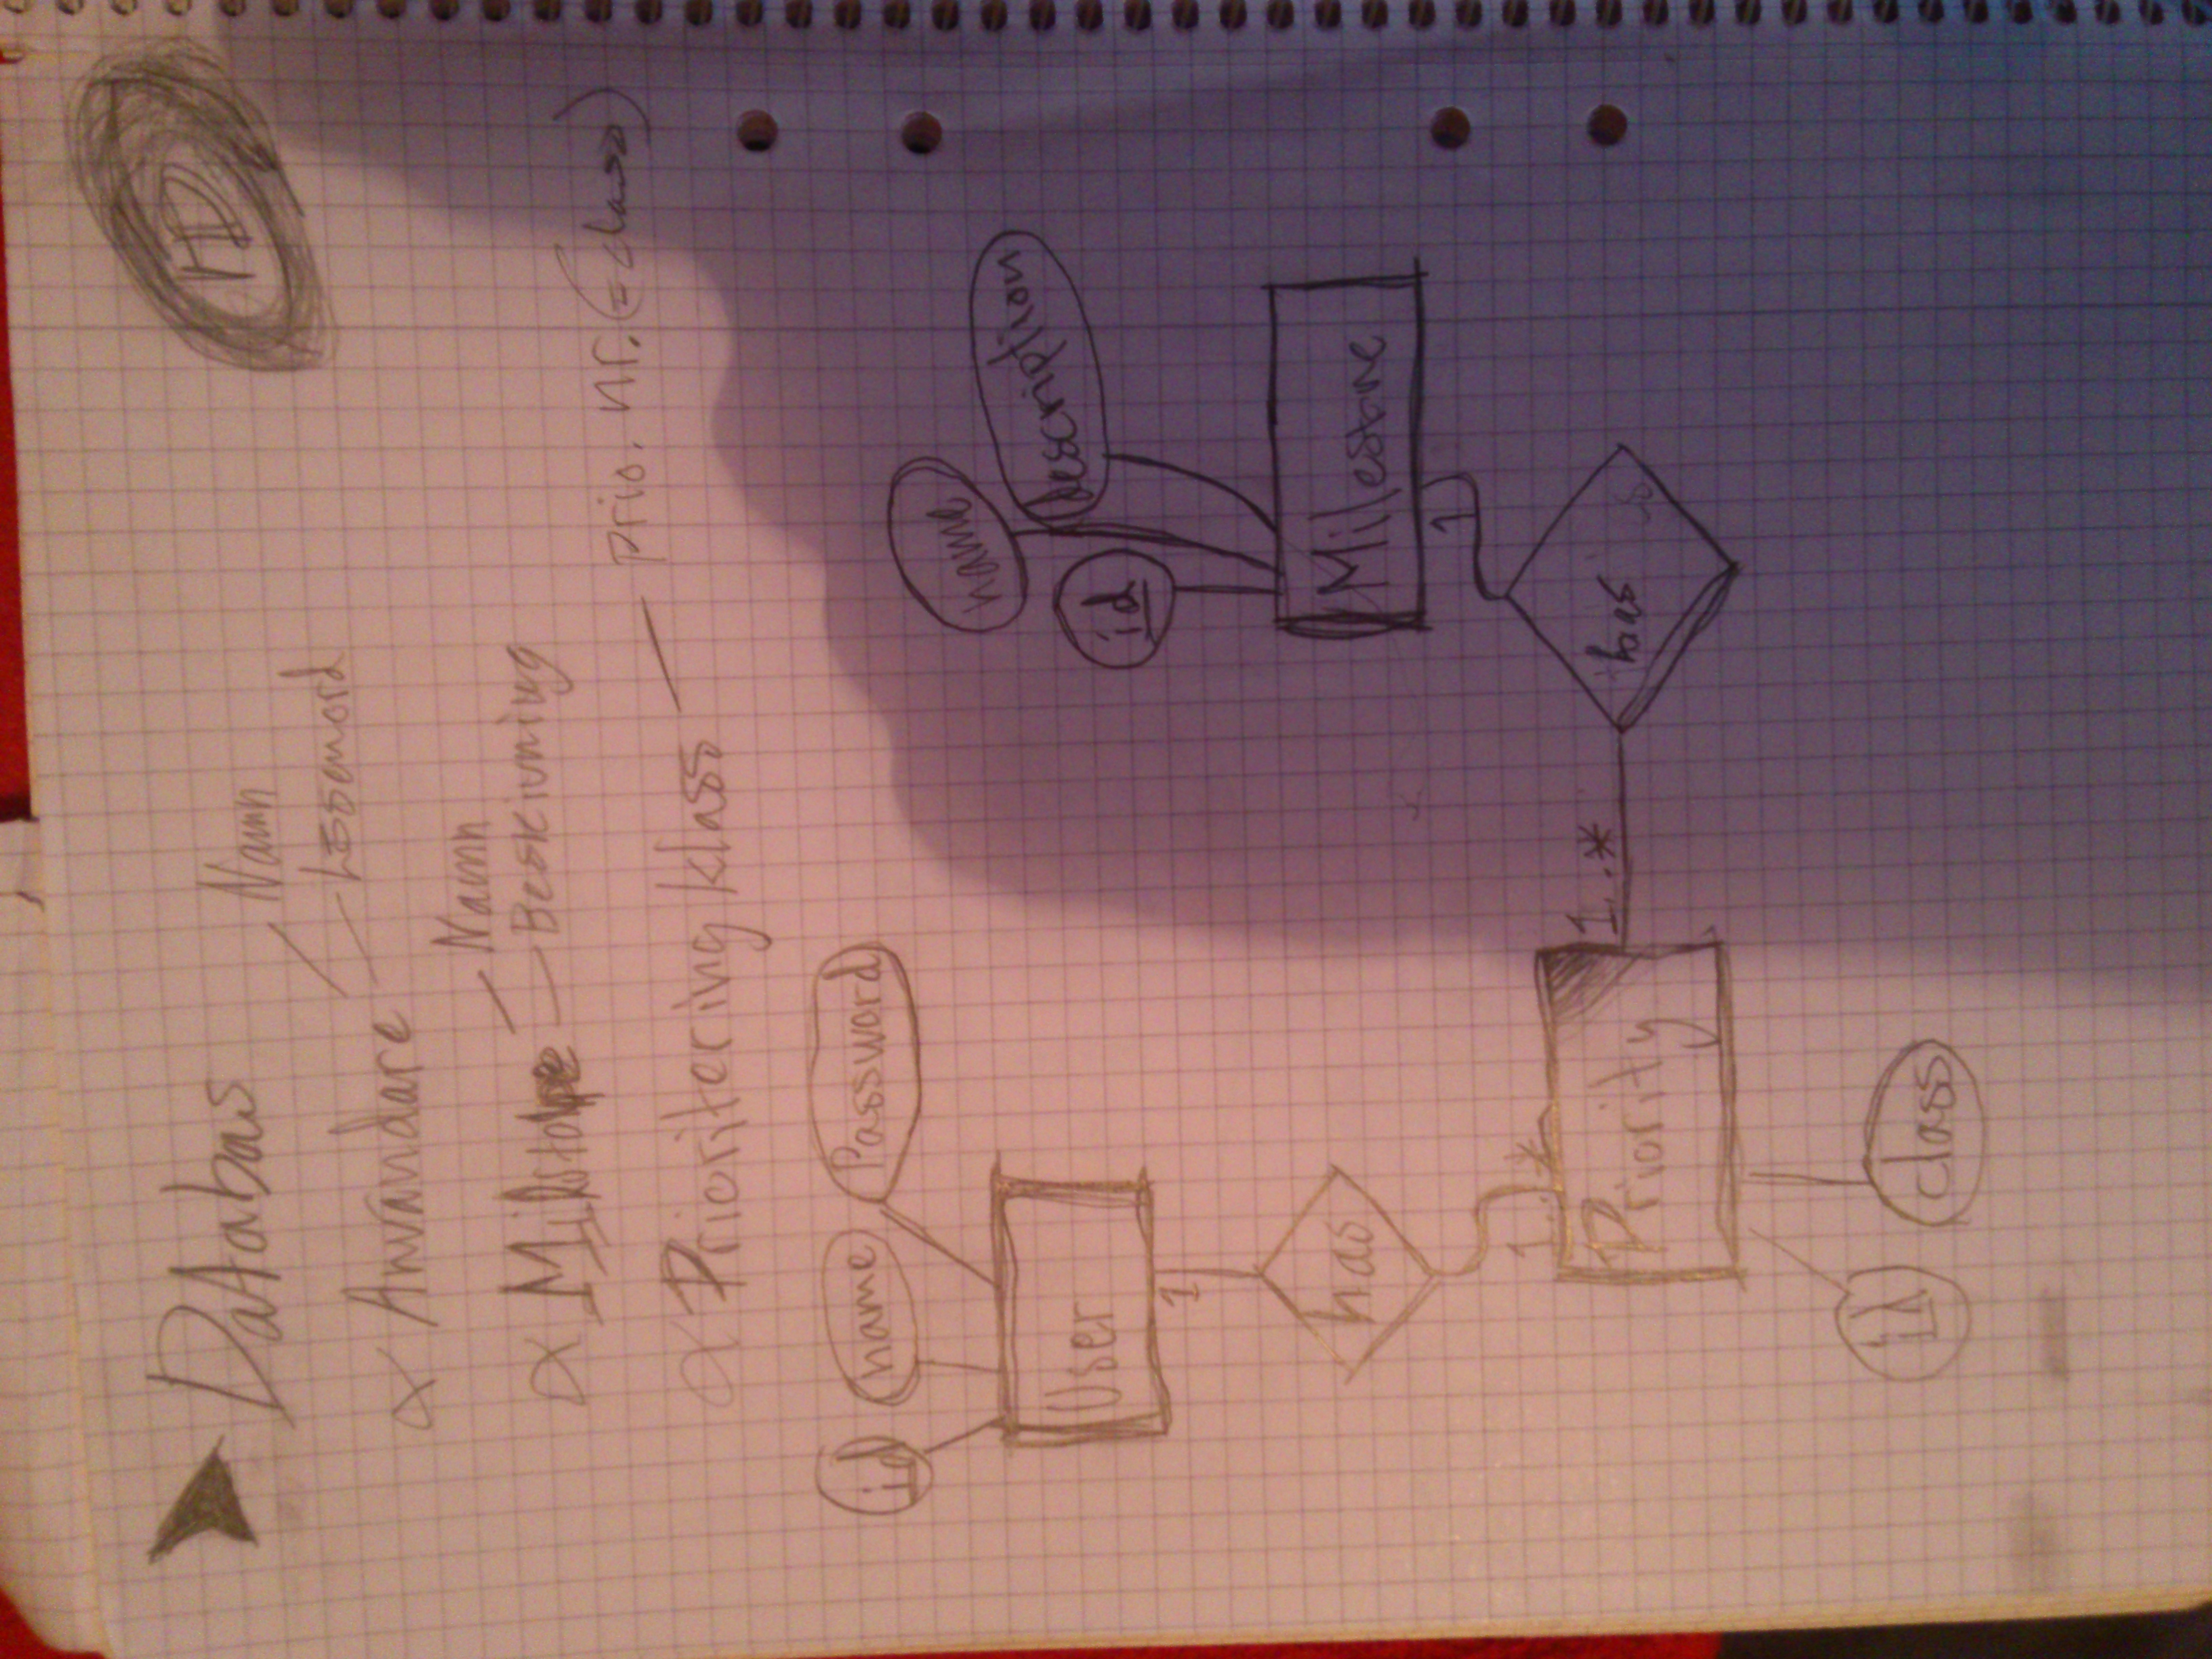 Databas
HD
Namn
Lösenord
Användare
Namn
Milstolpe
Beskivning
prio. nr. (=class)
Prioritering klass
id name Password
name
description
User
id
1
has
Milestone
1
1..*
Priority
1..*
has
id class